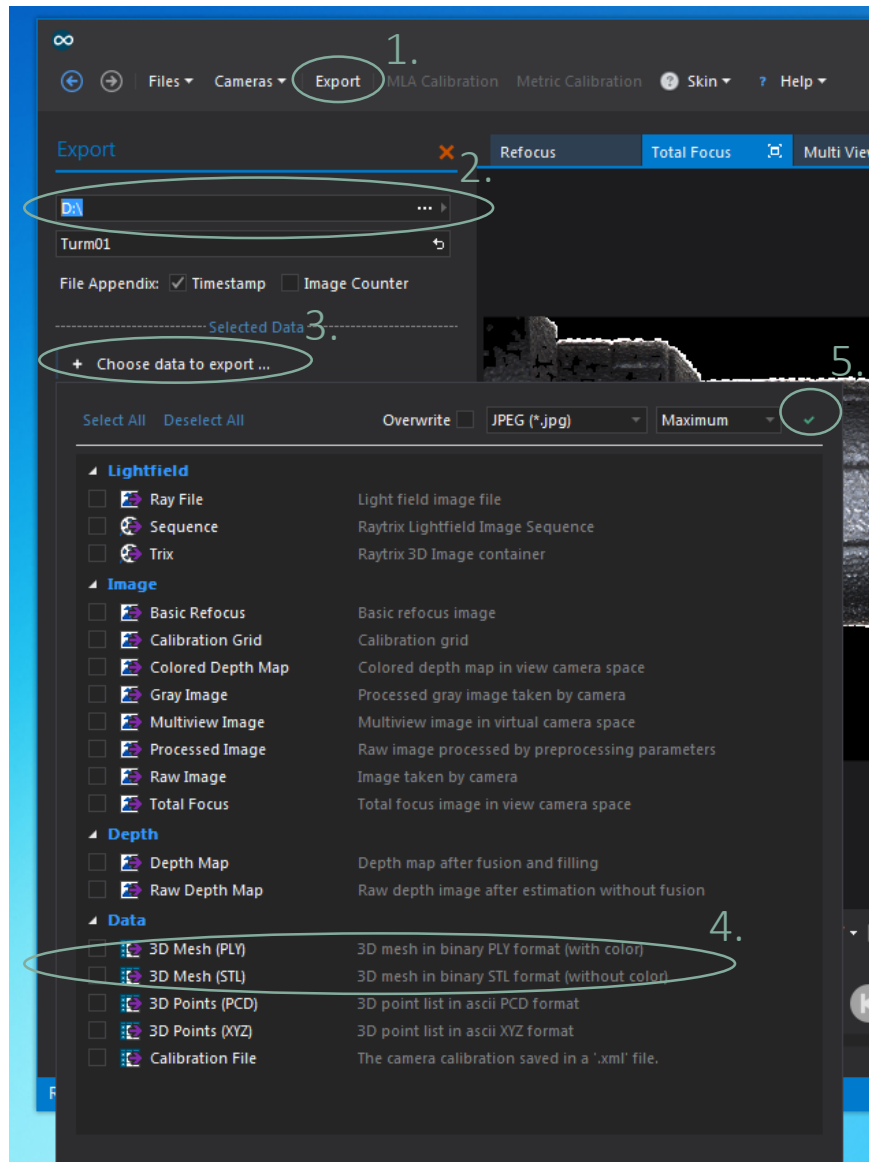 1.
Files Cameras Export MLA Calibration Metric Calibration ? Skin ? Help
Export
2.
Refocus Total Focus Multi Vie
D:\ ...
Turm01
File Appendix: Timestamp Image Counter
Selected Data
3.
+ Choose data to export ...
5.
Select All Deselect All Overwrite JPEG (*.jpg) Maximum
Lightfield
Ray File Light field image file
Sequence Raytrix Lightfield Image Sequence
Trix Raytrix 3D Image container
Image
Basic Refocus Basic refocus image
Calibration Grid Calibration grid
Colored Depth Map Colored depth map in view camera space
Gray Image Processed gray image taken by camera
Multiview Image Multiview image in virtual camera space
Processed Image Raw image processed by preprocessing parameters
Raw Image Image taken by camera
Total Focus Total focus image in view camera space
Depth
Depth Map Depth map after fusion and filling
Raw Depth Map Raw depth image after estimation without fusion
Data
4.
3D Mesh (PLY) 3D mesh in binary PLY format (with color)
3D Mesh (STL) 3D mesh in binary STL format (without color)
3D Points (PCD) 3D point list in ascii PCD format
3D Points (XYZ) 3D point list in ascii XYZ format
Calibration File The camera calibration saved in a '.xml' file.